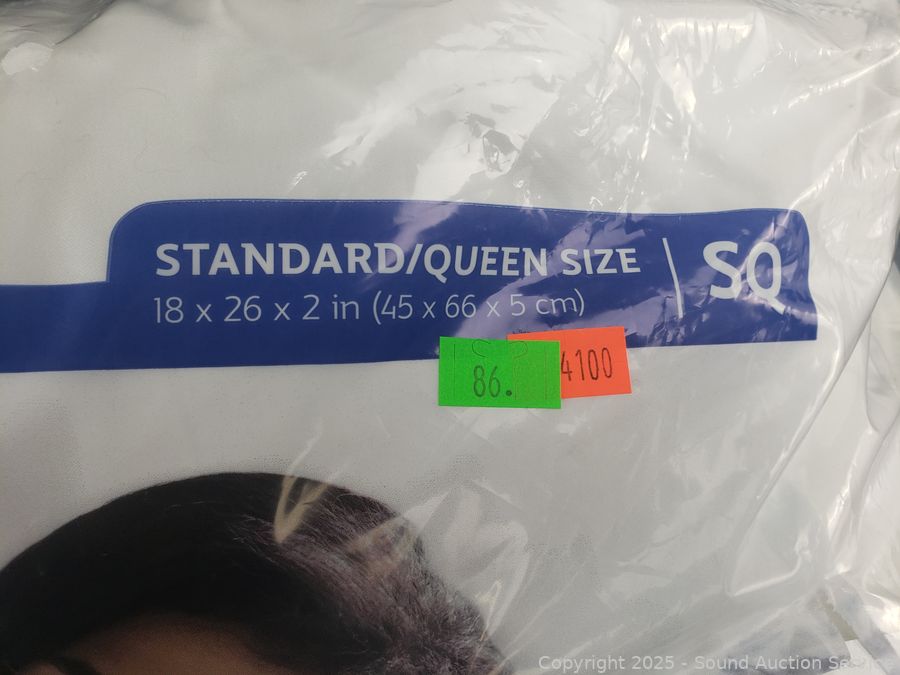 STANDARD/QUEEN SIZE | SQ
18 x 26 x 2 in (45 x 66 x 5 cm)
86.
4100
Copyright 2025 - Sound Auction Service